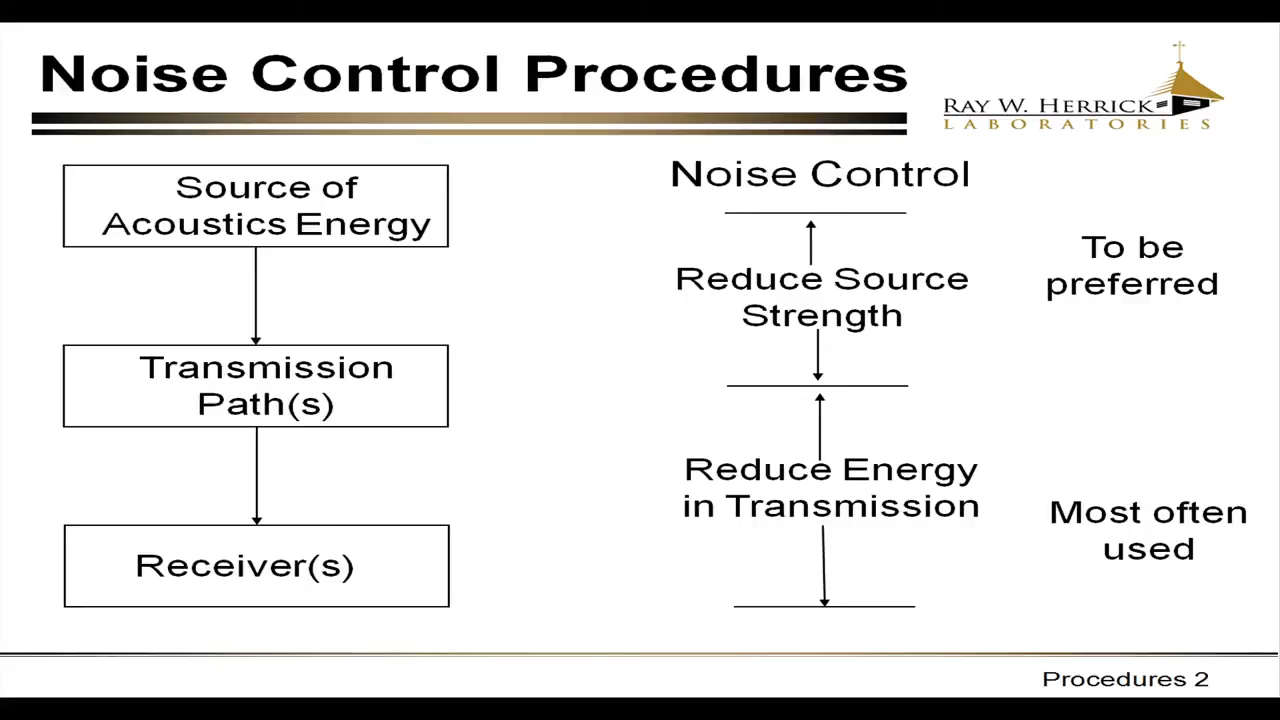 Noise Control Procedures
RAY W. HERRICK
LABORATORIES
Source of
Acoustics Energy
Transmission
Path(s)
Receiver(s)
Noise Control
Reduce Source
Strength
To be
preferred
Reduce Energy
in Transmission
Most often
used
Procedures 2